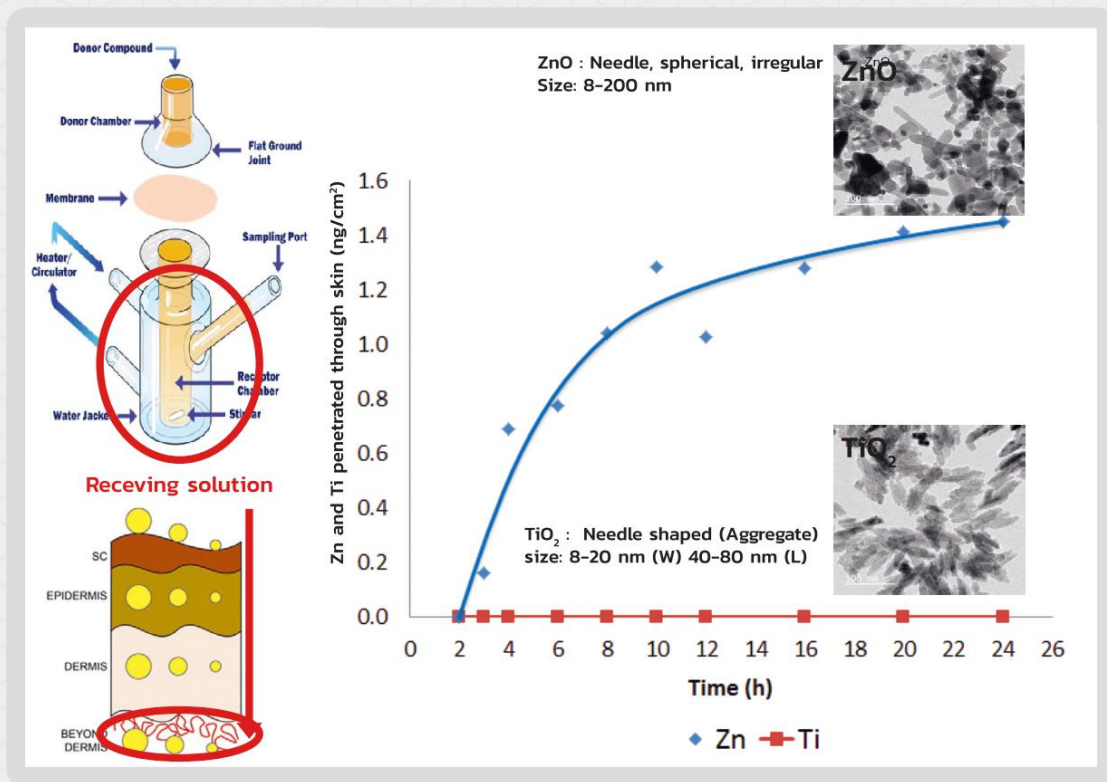 Donor Compound
Donor Chamber
Flat Ground
Joint
Membrane
Sampling Port
Heater/
Circulator
Receptor
Chamber
Water Jacke
Stirbar
Receving solution
SC
EPIDERMIS
DERMIS
BEYOND
DERMIS
ZnO : Needle, spherical, irregular
Size: 8-200 nm
ZnO
ZnO
Zn and Ti penetrated through skin (ng/cm²)
1.6
1.4
1.2
1.0
0.8
0.6
0.4
0.2
0.0
TiO₂ : Needle shaped (Aggregate)
size: 8-20 nm (W) 40-80 nm (L)
TiO₂
100 nm
0 2 4 6 8 10 12 14 16 18 20 22 24 26
Time (h)
Zn Ti